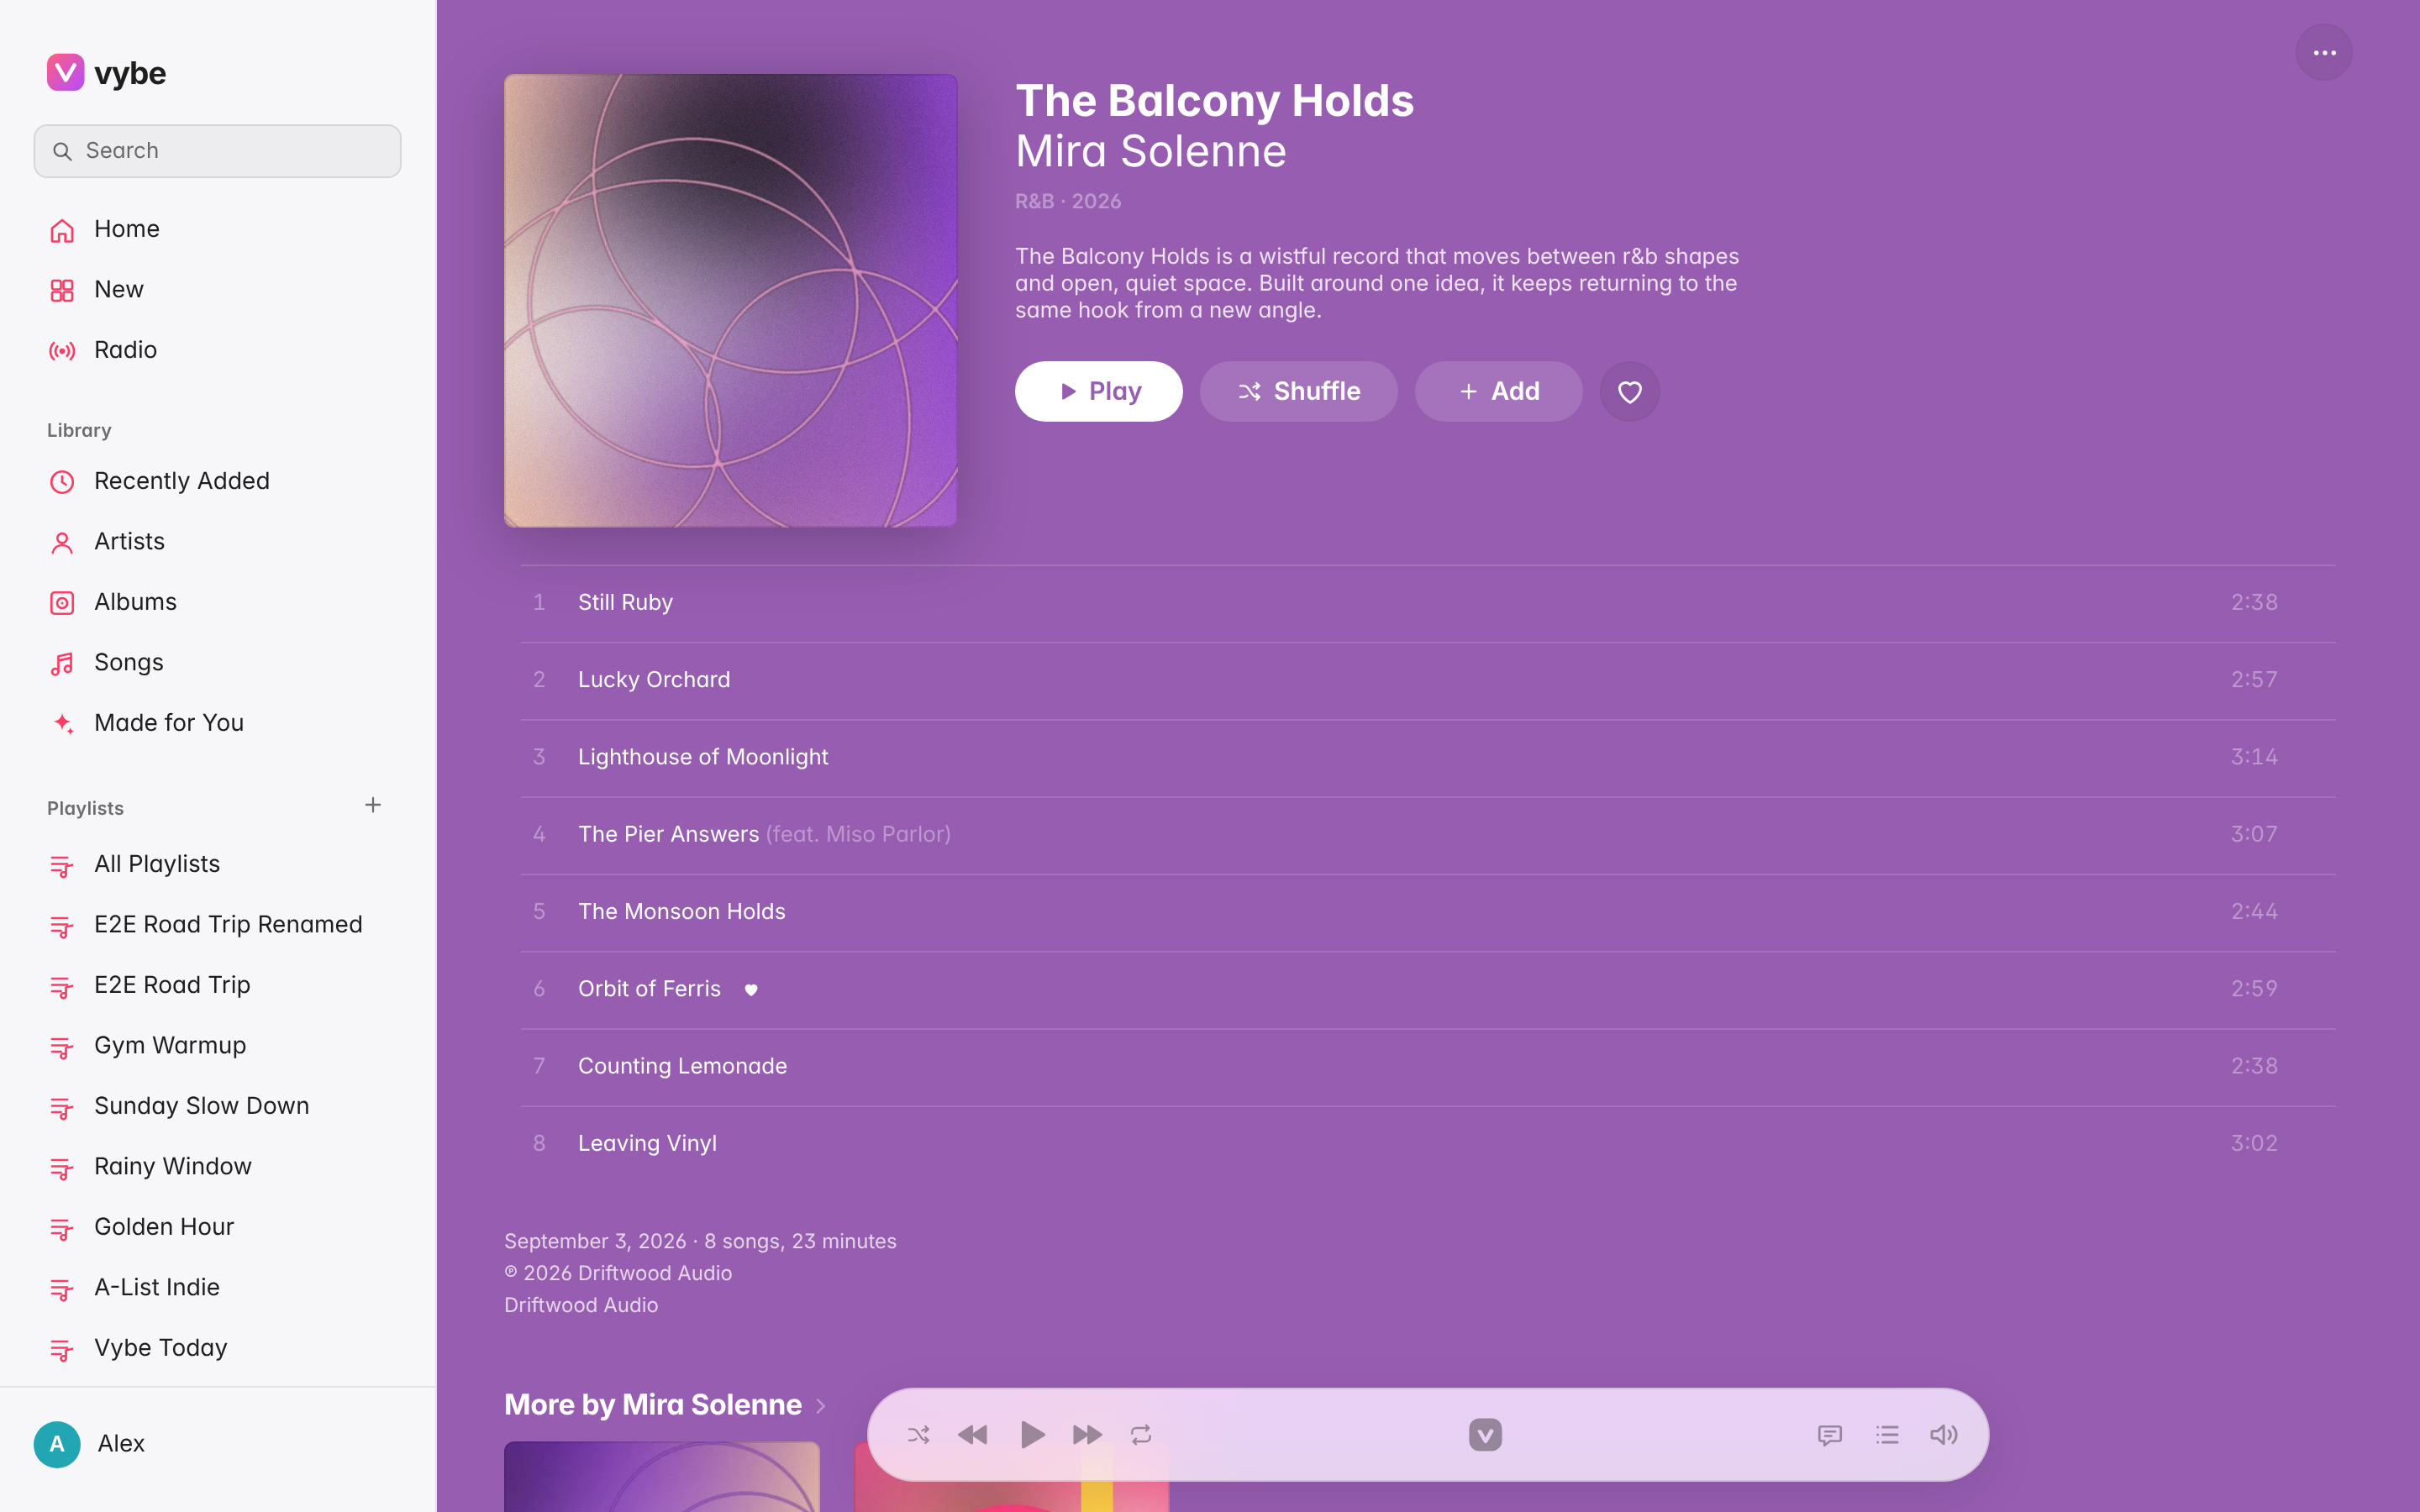 vybe
Search
Home
New
Radio
Library
Recently Added
Artists
Albums
Songs
Made for You
Playlists
All Playlists
E2E Road Trip Renamed
E2E Road Trip
Gym Warmup
Sunday Slow Down
Rainy Window
Golden Hour
A-List Indie
Vybe Today
A Alex
The Balcony Holds
Mira Solenne
R&B · 2026
The Balcony Holds is a wistful record that moves between r&b shapes
and open, quiet space. Built around one idea, it keeps returning to the
same hook from a new angle.
Play Shuffle Add
1 Still Ruby 2:38
2 Lucky Orchard 2:57
3 Lighthouse of Moonlight 3:14
4 The Pier Answers (feat. Miso Parlor) 3:07
5 The Monsoon Holds 2:44
6 Orbit of Ferris 2:59
7 Counting Lemonade 2:38
8 Leaving Vinyl 3:02
September 3, 2026 · 8 songs, 23 minutes
℗ 2026 Driftwood Audio
Driftwood Audio
More by Mira Solenne